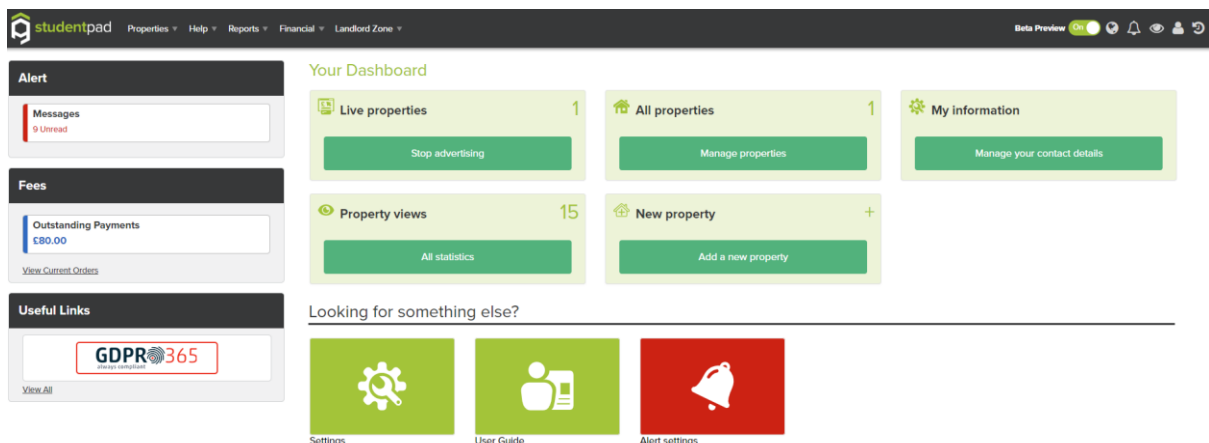 studentpad Properties Help Reports Financial Landlord Zone Beta Preview On
Alert
Messages
9 Unread
Fees
Outstanding Payments
£80.00
View Current Orders
Useful Links
GDPR365
always compliant
View All
Your Dashboard
Live properties 1
Stop advertising
All properties 1
Manage properties
My information
Manage your contact details
Property views 15
All statistics
New property +
Add a new property
Looking for something else?
Settings
User Guide
Alert settings